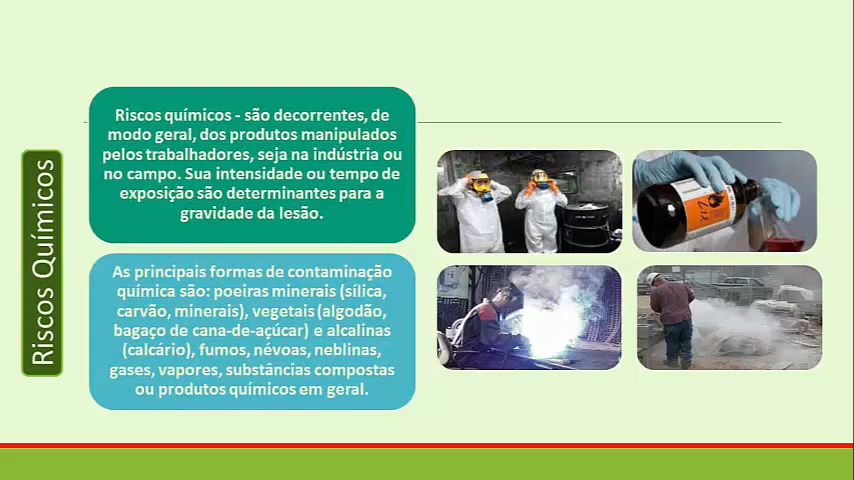 Riscos Químicos
Riscos químicos - são decorrentes, de
modo geral, dos produtos manipulados
pelos trabalhadores, seja na indústria ou
no campo. Sua intensidade ou tempo de
exposição são determinantes para a
gravidade da lesão.
As principais formas de contaminação
química são: poeiras minerais (sílica,
carvão, minerais), vegetais (algodão,
bagaço de cana-de-açúcar) e alcalinas
(calcário), fumos, névoas, neblinas,
gases, vapores, substâncias compostas
ou produtos químicos em geral.